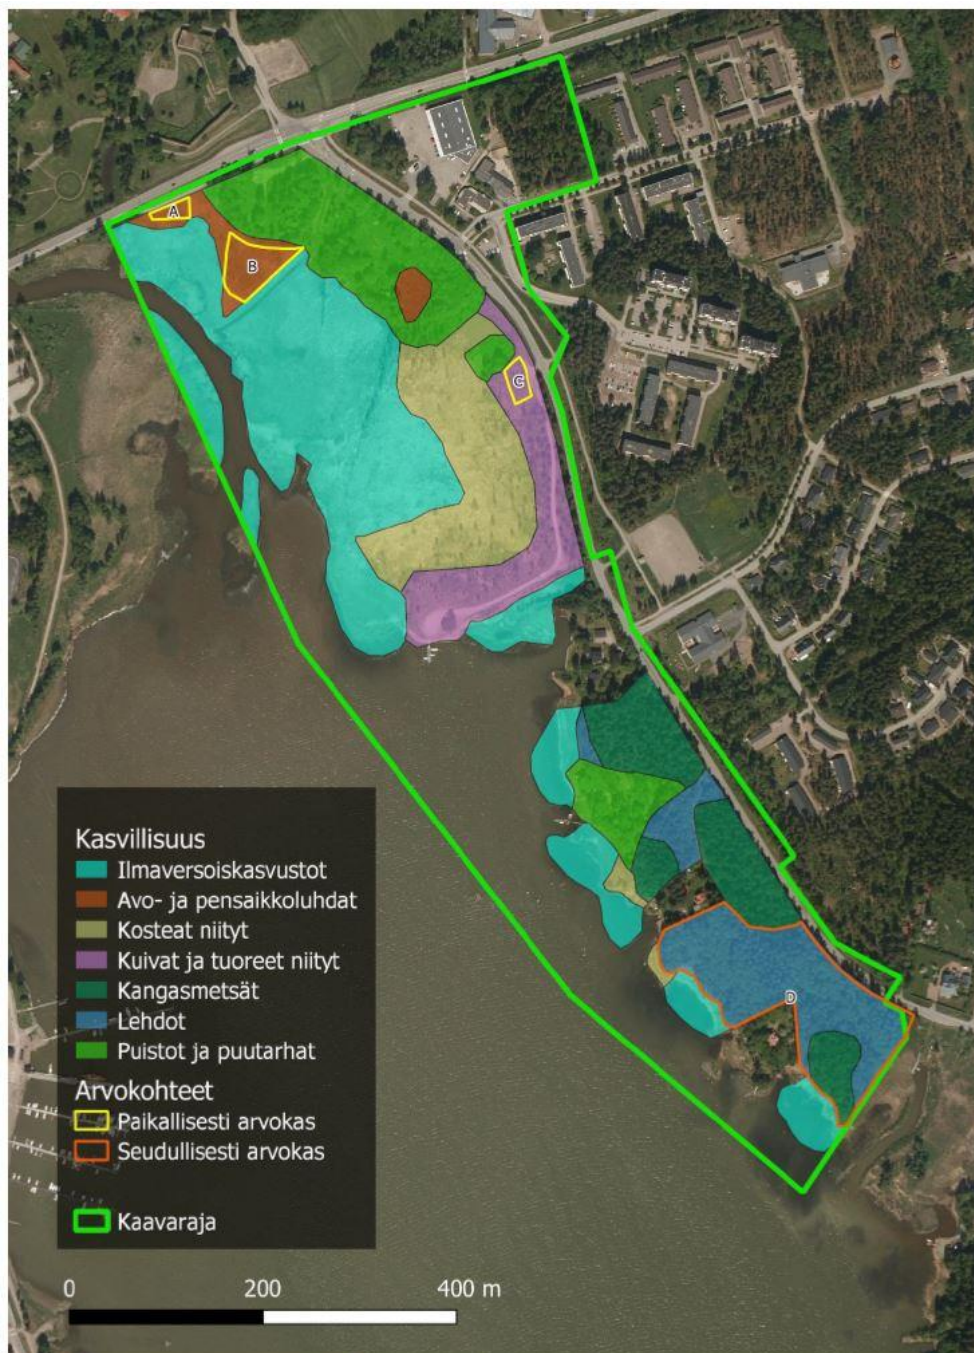 A
B
C
D
Kasvillisuus
Ilmaversoiskasvustot
Avo- ja pensaikkoluhdat
Kosteat niityt
Kuivat ja tuoreet niityt
Kangasmetsät
Lehdot
Puistot ja puutarhat
Arvokohteet
Paikallisesti arvokas
Seudullisesti arvokas
Kaavaraja
0 200 400 m